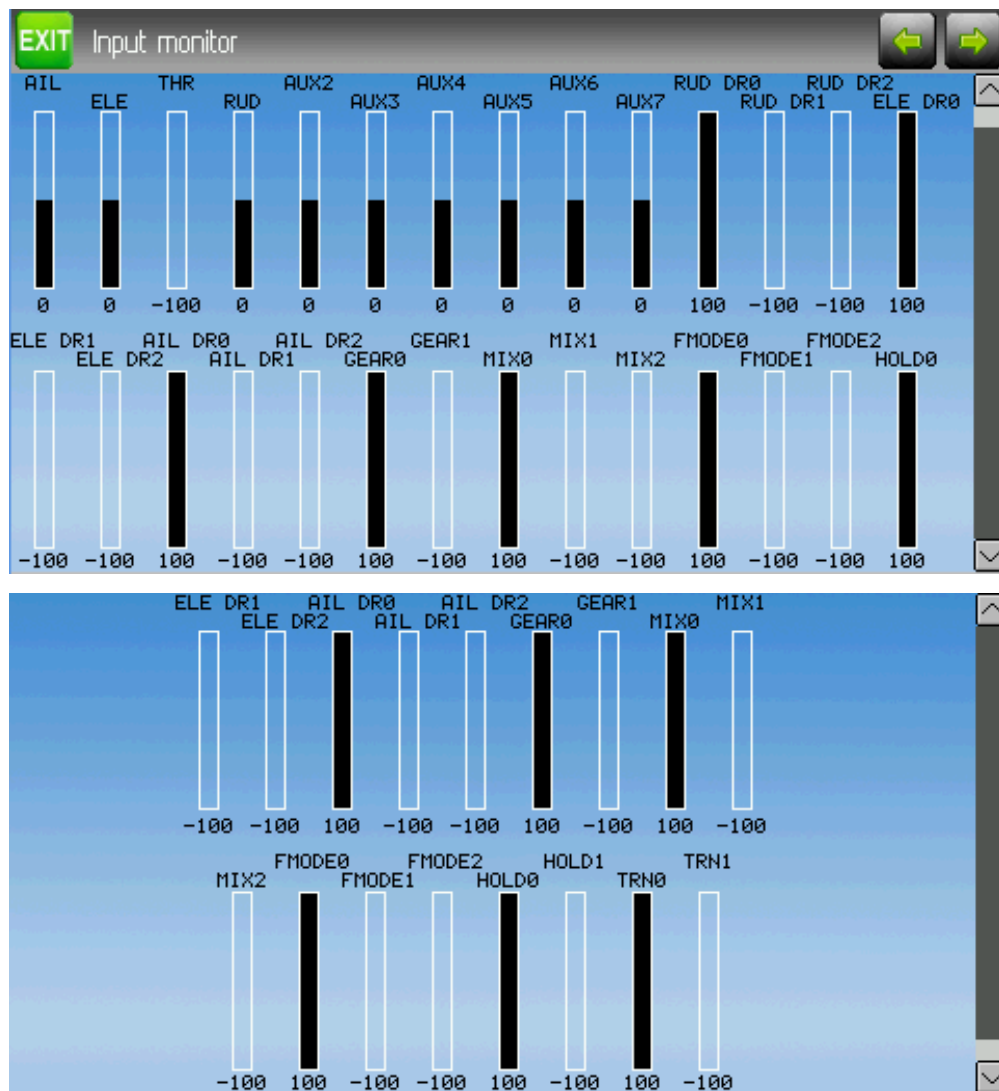 EXIT Input monitor
AIL THR AUX2 AUX4 AUX6 RUD DR0 RUD DR2
ELE RUD AUX3 AUX5 AUX7 RUD DR1 ELE DR0
0 0 -100 0 0 0 0 0 0 0 100 -100 -100 100
ELE DR1 AIL DR0 AIL DR2 GEAR1 MIX1 FMODE0 FMODE2
ELE DR2 AIL DR1 GEAR0 MIX0 MIX2 FMODE1 HOLD0
-100 -100 100 -100 -100 100 -100 100 -100 -100 100 -100 -100 100
ELE DR1 AIL DR0 AIL DR2 GEAR1 MIX1
ELE DR2 AIL DR1 GEAR0 MIX0
-100 -100 100 -100 -100 100 -100 100 -100
FMODE0 FMODE2 HOLD1 TRN1
MIX2 FMODE1 HOLD0 TRN0
-100 100 -100 -100 100 -100 100 -100